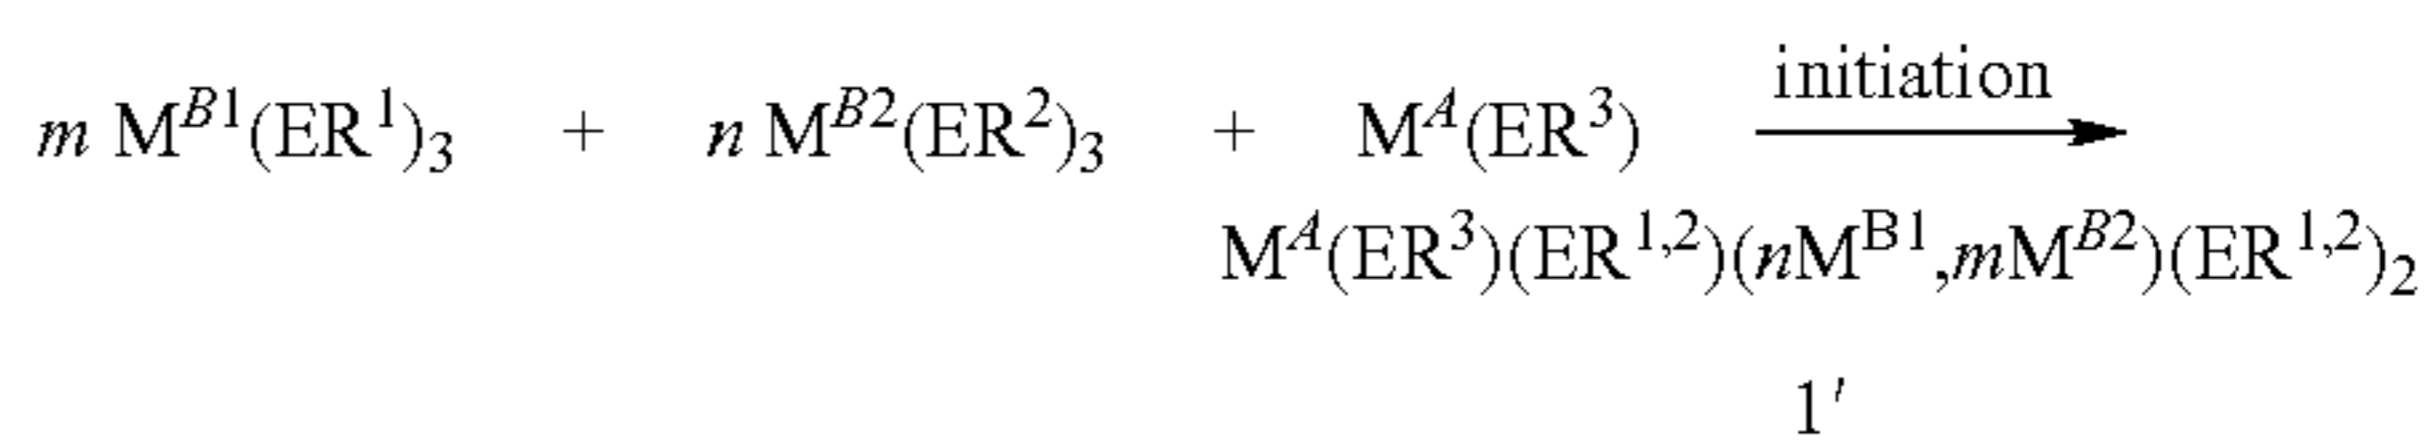 initiation
m M^{B1}(ER^1)_3 + n M^{B2}(ER^2)_3 + M^A(ER^3)
M^A(ER^3)(ER^{1,2})(nM^{B1},mM^{B2})(ER^{1,2})_2
1′